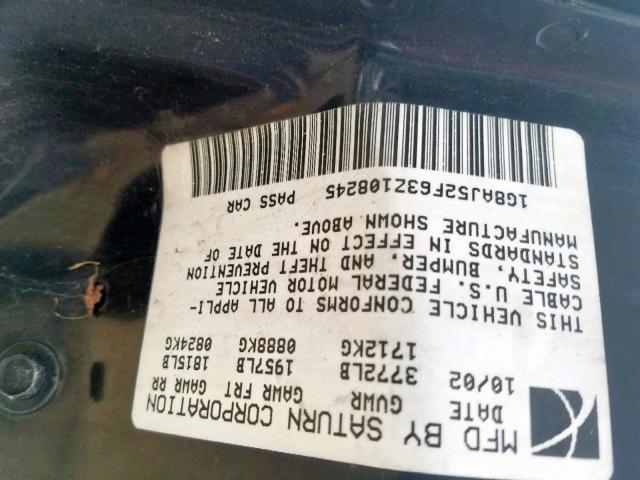 MFD BY SATURN CORPORATION
DATE GVWR GAWR FRT GAWR RR
10/02 3772LB 1957LB 1815LB
1712KG 0888KG 0824KG
THIS VEHICLE CONFORMS TO ALL APPLI-
CABLE U.S. FEDERAL MOTOR VEHICLE
SAFETY, BUMPER, AND THEFT PREVENTION
STANDARDS IN EFFECT ON THE DATE OF
MANUFACTURE SHOWN ABOVE.
1G8AJ52F63Z108245 PASS CAR